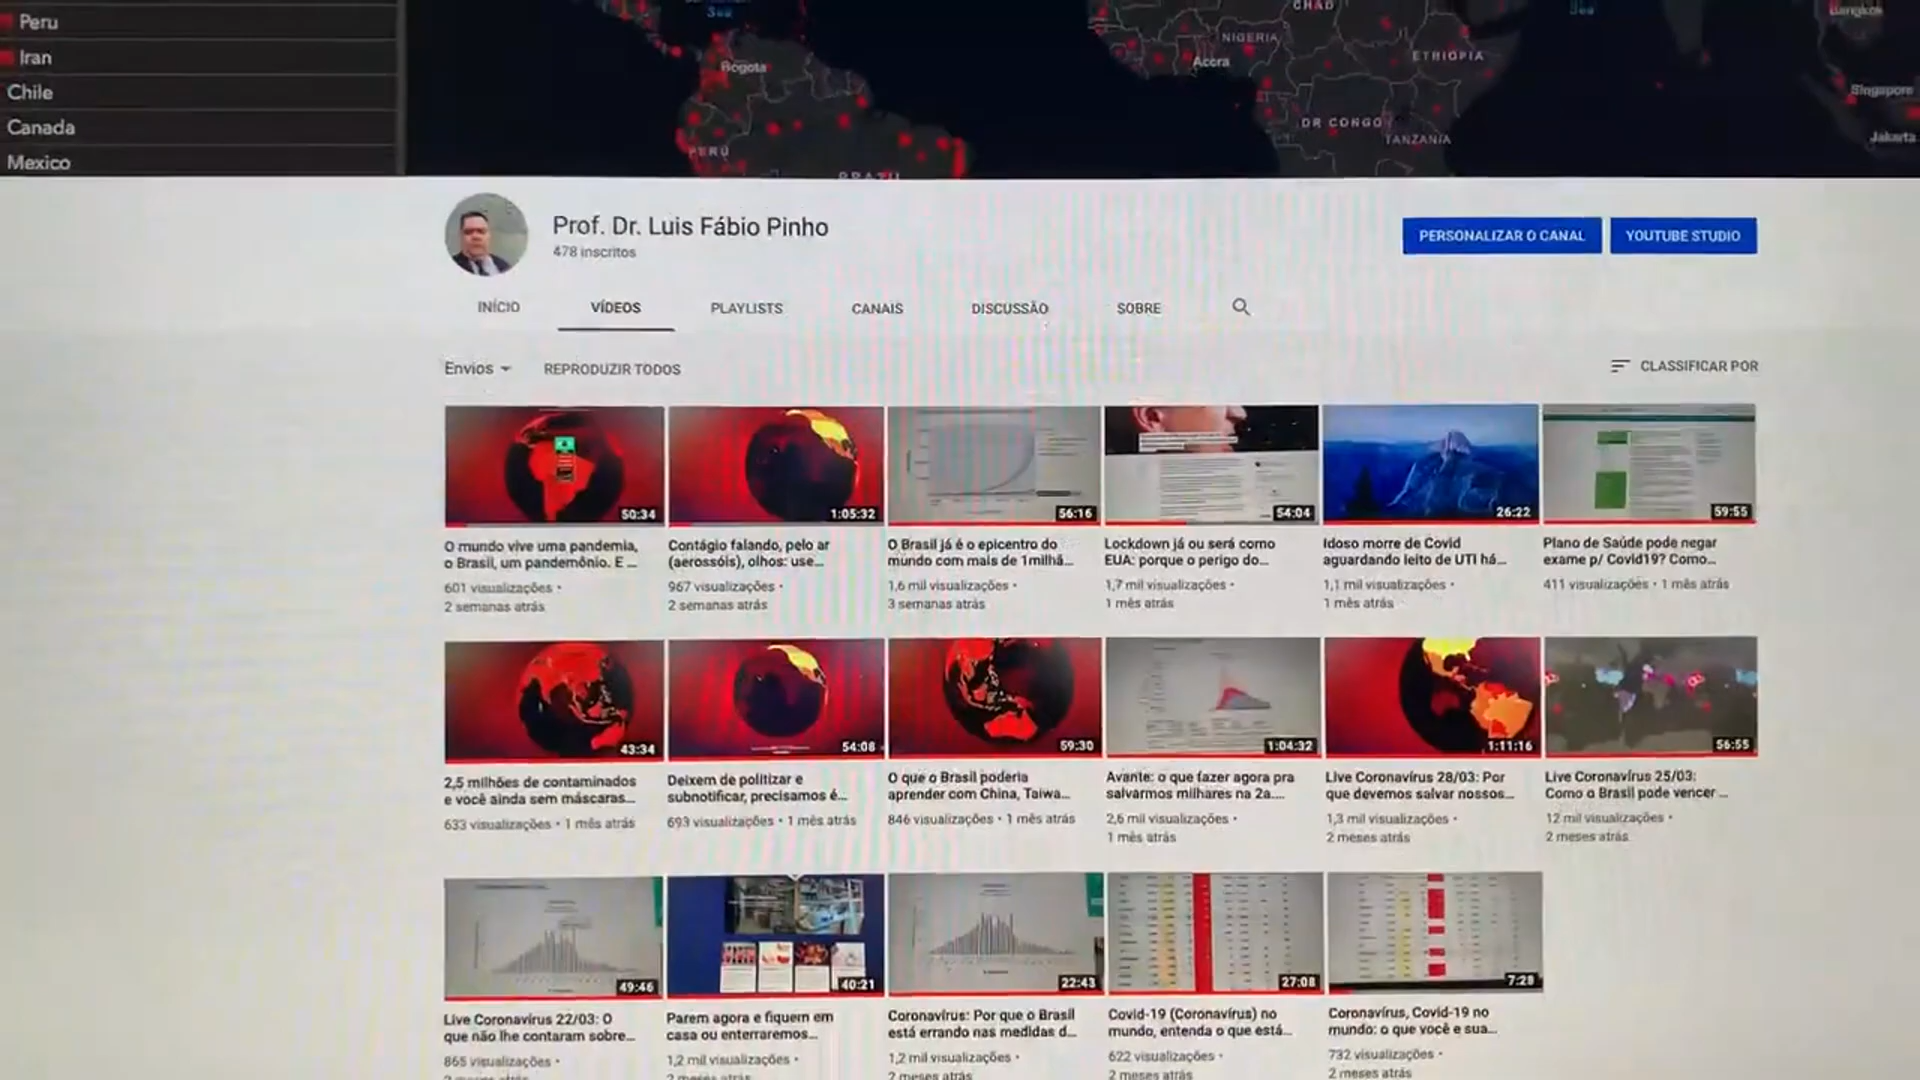 Peru
Iran
Chile
Canada
Mexico
Sea
Bogota
PERÚ
BRAZIL
CHAD
NIGERIA
Accra
ETHIOPIA
DR CONGO
TANZANIA
Bangkok
Singapore
Jakarta
Prof. Dr. Luis Fábio Pinho
478 inscritos
PERSONALIZAR O CANAL
YOUTUBE STUDIO
INÍCIO
VÍDEOS
PLAYLISTS
CANAIS
DISCUSSÃO
SOBRE
Envios
REPRODUZIR TODOS
CLASSIFICAR POR
50:34
O mundo vive uma pandemia,
o Brasil, um pandemônio. E ...
601 visualizações •
2 semanas atrás
1:05:32
Contágio falando, pelo ar
(aerossóis), olhos: use...
967 visualizações •
2 semanas atrás
56:16
O Brasil já é o epicentro do
mundo com mais de 1milhã...
1,6 mil visualizações •
3 semanas atrás
54:04
Lockdown já ou será como
EUA: porque o perigo do...
1,7 mil visualizações •
1 mês atrás
26:22
Idoso morre de Covid
aguardando leito de UTI há...
1,1 mil visualizações •
1 mês atrás
59:55
Plano de Saúde pode negar
exame p/ Covid19? Como...
411 visualizações • 1 mês atrás
43:34
2,5 milhões de contaminados
e você ainda sem máscaras...
633 visualizações • 1 mês atrás
54:08
Deixem de politizar e
subnotificar, precisamos é...
693 visualizações • 1 mês atrás
59:30
O que o Brasil poderia
aprender com China, Taiwa...
846 visualizações • 1 mês atrás
1:04:32
Avante: o que fazer agora pra
salvarmos milhares na 2a....
2,6 mil visualizações •
1 mês atrás
1:11:16
Live Coronavírus 28/03: Por
que devemos salvar nossos...
1,3 mil visualizações •
2 meses atrás
56:55
Live Coronavírus 25/03:
Como o Brasil pode vencer ...
12 mil visualizações •
2 meses atrás
49:46
Live Coronavírus 22/03: O
que não lhe contaram sobre...
865 visualizações •
2 meses atrás
40:21
Parem agora e fiquem em
casa ou enterraremos...
1,2 mil visualizações •
2 meses atrás
22:43
Coronavírus: Por que o Brasil
está errando nas medidas d...
1,2 mil visualizações •
2 meses atrás
27:08
Covid-19 (Coronavírus) no
mundo, entenda o que está...
622 visualizações •
2 meses atrás
7:28
Coronavírus, Covid-19 no
mundo: o que você e sua...
732 visualizações •
2 meses atrás